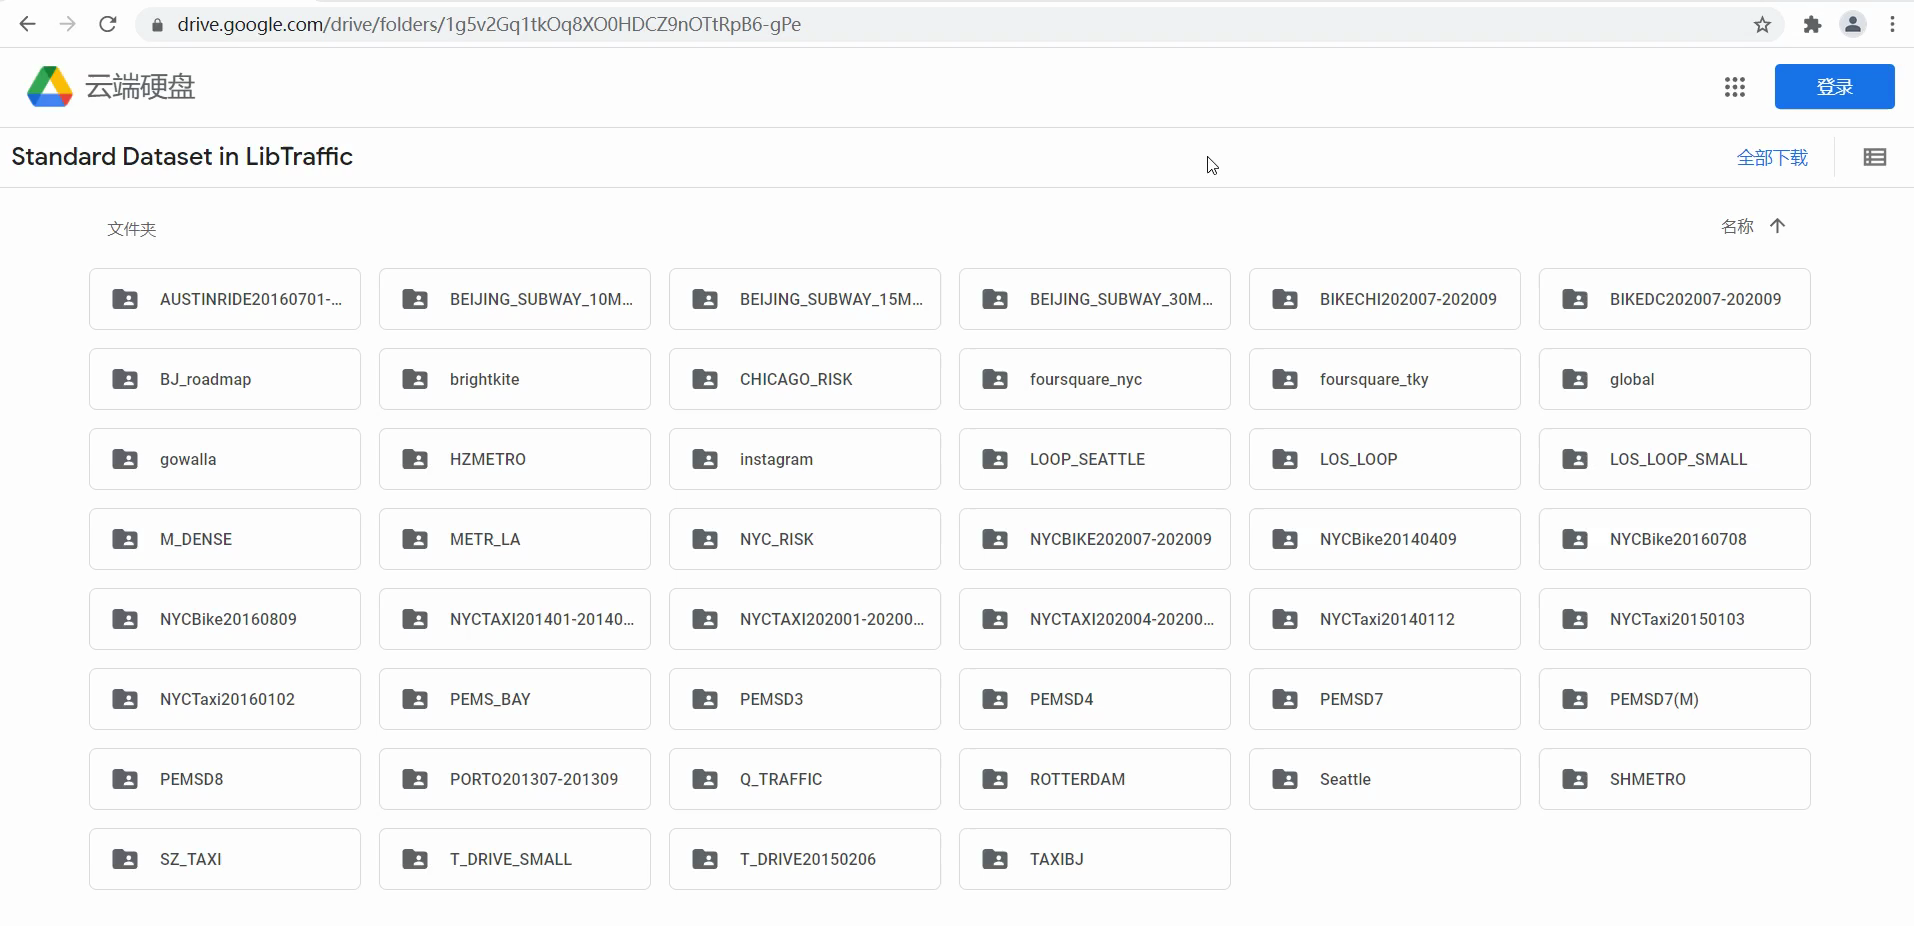 drive.google.com/drive/folders/1g5v2Gq1tkOq8XO0HDCZ9nOTtRpB6-gPe
云端硬盘
登录
Standard Dataset in LibTraffic
全部下载
文件夹
名称
AUSTINRIDE20160701-...
BEIJING_SUBWAY_10M...
BEIJING_SUBWAY_15M...
BEIJING_SUBWAY_30M...
BIKECHI202007-202009
BIKEDC202007-202009
BJ_roadmap
brightkite
CHICAGO_RISK
foursquare_nyc
foursquare_tky
global
gowalla
HZMETRO
instagram
LOOP_SEATTLE
LOS_LOOP
LOS_LOOP_SMALL
M_DENSE
METR_LA
NYC_RISK
NYCBIKE202007-202009
NYCBike20140409
NYCBike20160708
NYCBike20160809
NYCTAXI201401-20140...
NYCTAXI202001-20200...
NYCTAXI202004-20200...
NYCTaxi20140112
NYCTaxi20150103
NYCTaxi20160102
PEMS_BAY
PEMSD3
PEMSD4
PEMSD7
PEMSD7(M)
PEMSD8
PORTO201307-201309
Q_TRAFFIC
ROTTERDAM
Seattle
SHMETRO
SZ_TAXI
T_DRIVE_SMALL
T_DRIVE20150206
TAXIBJ